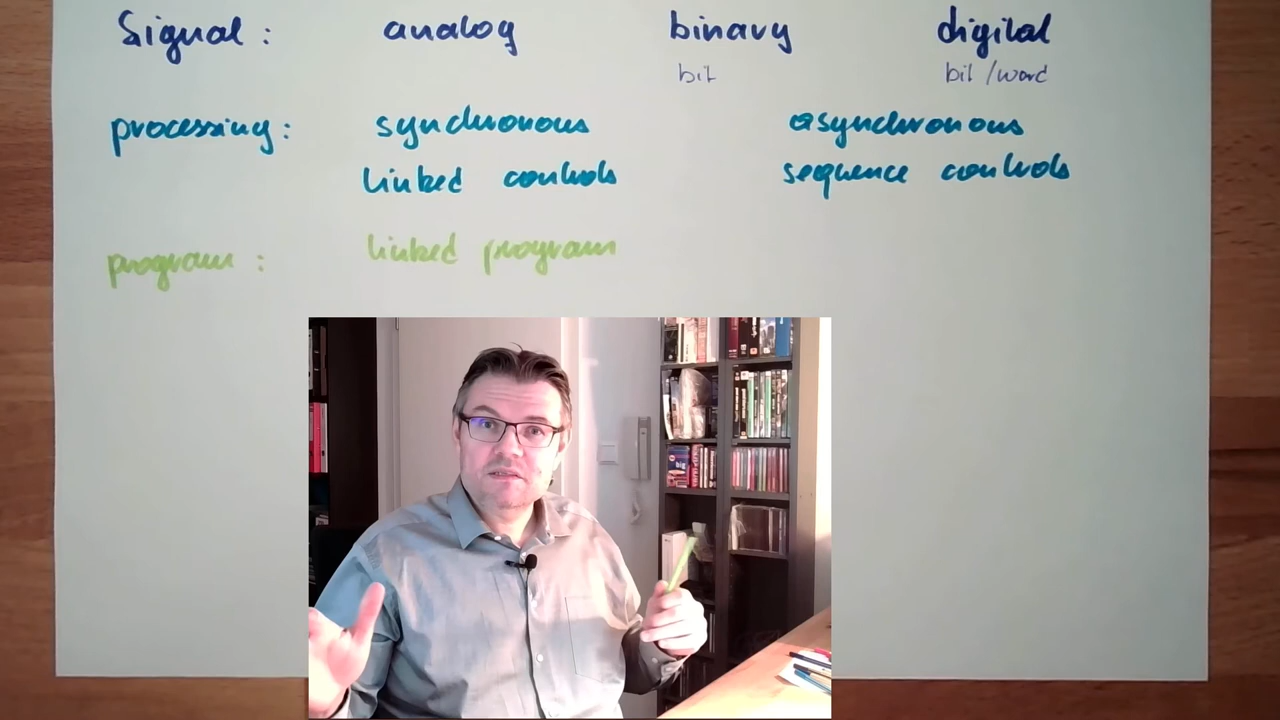 Signal : analog binary digital
bit bit/word
processing : synchronous asynchronous
linked controls sequence controls
program : linked program